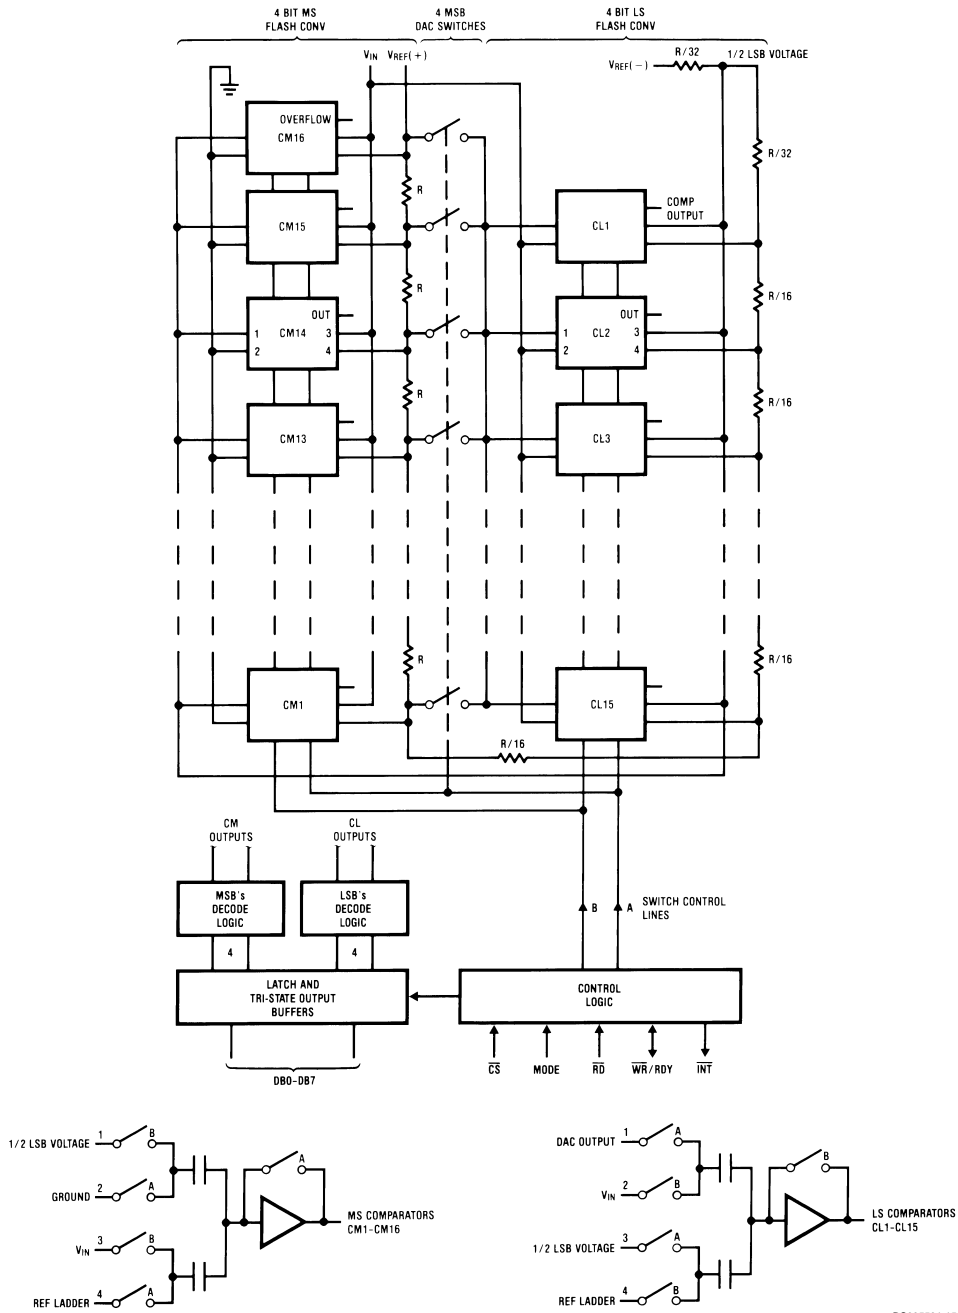 4 BIT MS
FLASH CONV
4 MSB
DAC SWITCHES
4 BIT LS
FLASH CONV
VIN VREF(+)
VREF(−)
R/32
1/2 LSB VOLTAGE
OVERFLOW
CM16
R/32
R
CM15
CL1
COMP
OUTPUT
R
R/16
OUT
1 CM14 3
2 4
OUT
1 CL2 3
2 4
R
R/16
CM13
CL3
R
R/16
CM1
CL15
R/16
CM
OUTPUTS
CL
OUTPUTS
MSB's
DECODE
LOGIC
LSB's
DECODE
LOGIC
B A
SWITCH CONTROL
LINES
4 4
LATCH AND
TRI-STATE OUTPUT
BUFFERS
CONTROL
LOGIC
CS MODE RD WR/RDY INT
DB0-DB7
1/2 LSB VOLTAGE 1 B
A
GROUND 2 A
MS COMPARATORS
CM1-CM16
VIN 3 B
REF LADDER 4 A
DAC OUTPUT 1 A
B
VIN 2 B
LS COMPARATORS
CL1-CL15
1/2 LSB VOLTAGE 3 A
REF LADDER 4 B